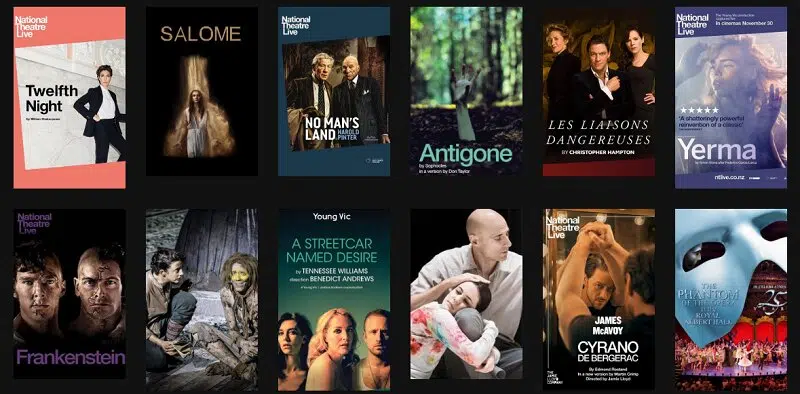 National
Theatre
Live
Twelfth
Night
by William Shakespeare
SALOME
National
Theatre
Live
NO MAN'S
LAND
HAROLD
PINTER
Antigone
by Sophocles
in a version by Don Taylor
LES LIAISONS
DANGEREUSES
BY CHRISTOPHER HAMPTON
National
Theatre
Live
In cinemas November 30
★★★★★
'A shatteringly powerful
reinvention of a classic'
Yerma
ntlive.co.nz
National
Theatre
Live
Frankenstein
Young Vic
A STREETCAR
NAMED DESIRE
by TENNESSEE WILLIAMS
direction BENEDICT ANDREWS
National
Theatre
Live
JAMES
McAVOY
CYRANO
DE BERGERAC
By Edmond Rostand
In a new version by Martin Crimp
Directed by Jamie Lloyd
THE
PHANTOM
OF THE OPERA
ROYAL
ALBERT HALL
25